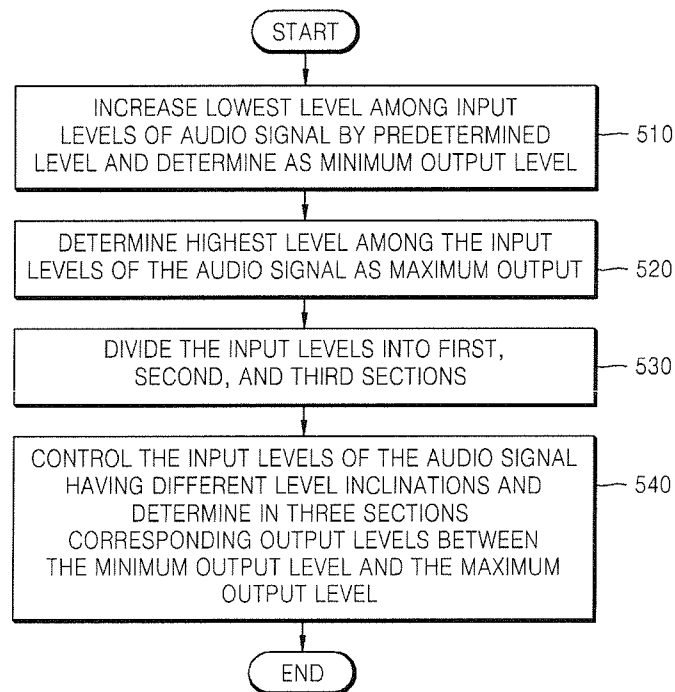 START
INCREASE LOWEST LEVEL AMONG INPUT
LEVELS OF AUDIO SIGNAL BY PREDETERMINED
LEVEL AND DETERMINE AS MINIMUM OUTPUT LEVEL
510
DETERMINE HIGHEST LEVEL AMONG THE INPUT
LEVELS OF THE AUDIO SIGNAL AS MAXIMUM OUTPUT
520
DIVIDE THE INPUT LEVELS INTO FIRST,
SECOND, AND THIRD SECTIONS
530
CONTROL THE INPUT LEVELS OF THE AUDIO SIGNAL
HAVING DIFFERENT LEVEL INCLINATIONS AND
DETERMINE IN THREE SECTIONS
CORRESPONDING OUTPUT LEVELS BETWEEN
THE MINIMUM OUTPUT LEVEL AND THE MAXIMUM
OUTPUT LEVEL
540
END